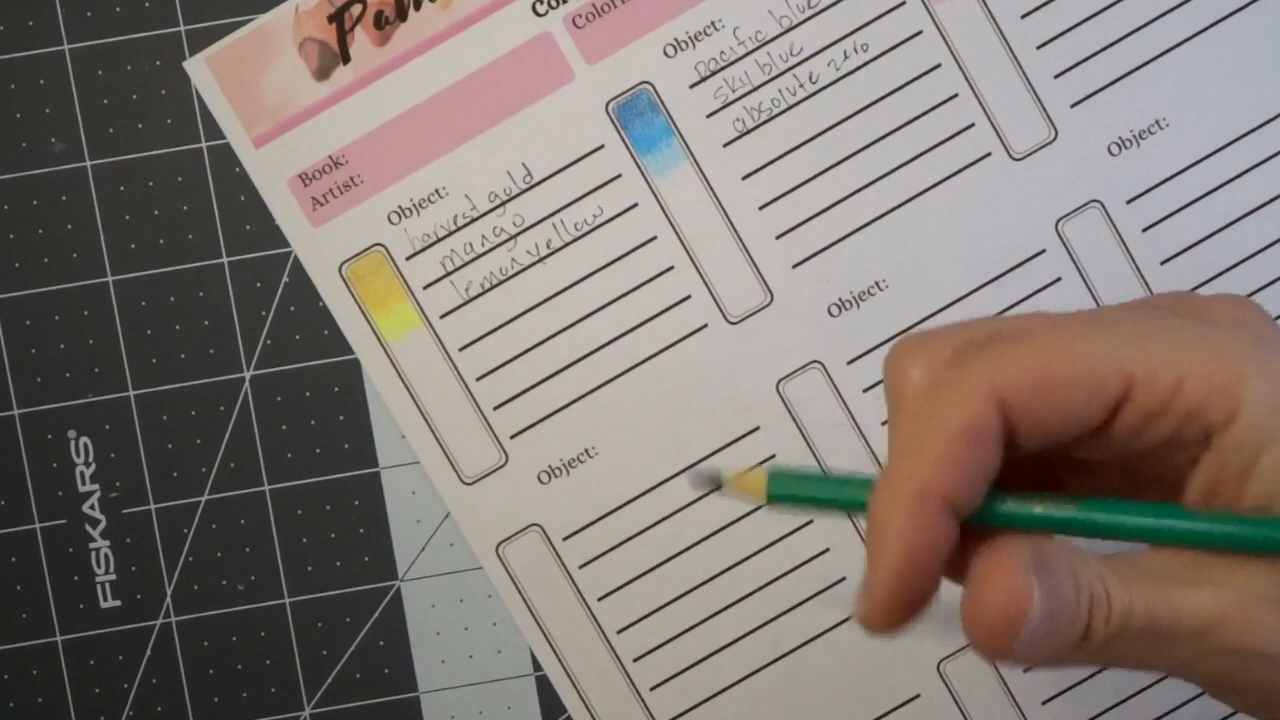 Object:
pacific blue
sky blue
absolute zero
Book:
Artist:
Object:
harvest gold
mango
lemon yellow
Object:
Object:
Object:
FISKARS®